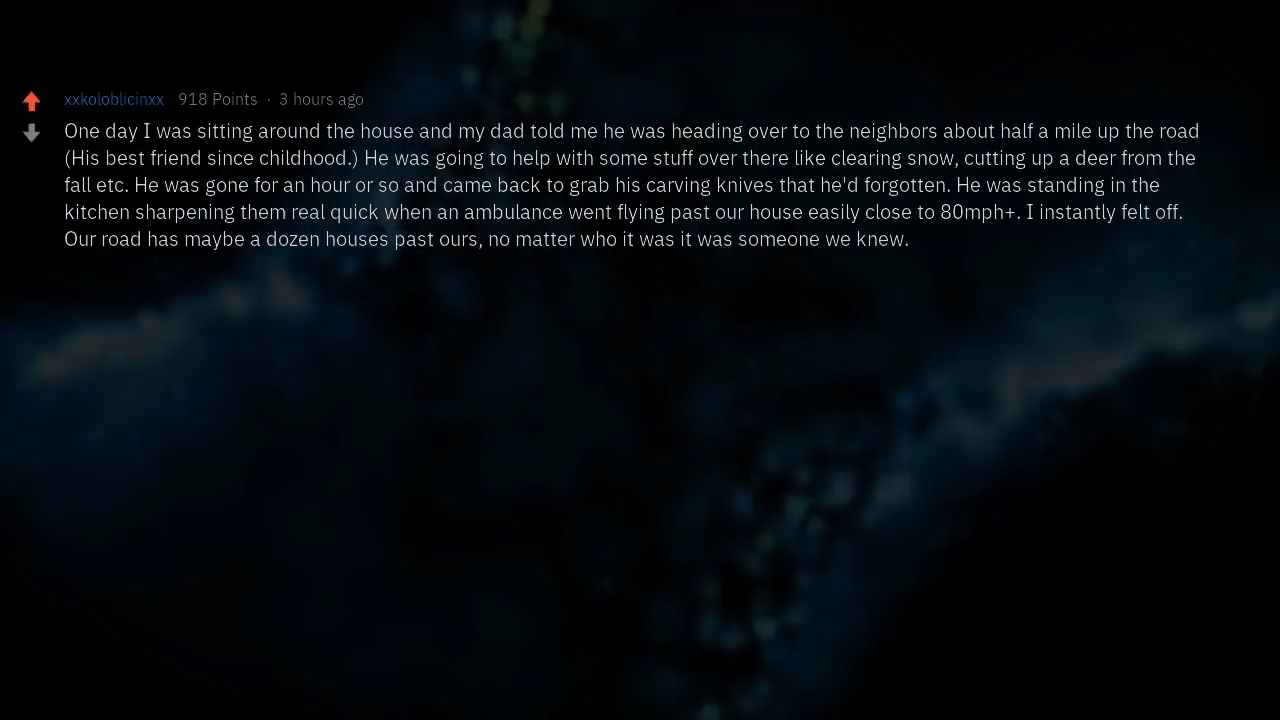 xxkoloblicinxx 918 Points · 3 hours ago
One day I was sitting around the house and my dad told me he was heading over to the neighbors about half a mile up the road
(His best friend since childhood.) He was going to help with some stuff over there like clearing snow, cutting up a deer from the
fall etc. He was gone for an hour or so and came back to grab his carving knives that he'd forgotten. He was standing in the
kitchen sharpening them real quick when an ambulance went flying past our house easily close to 80mph+. I instantly felt off.
Our road has maybe a dozen houses past ours, no matter who it was it was someone we knew.